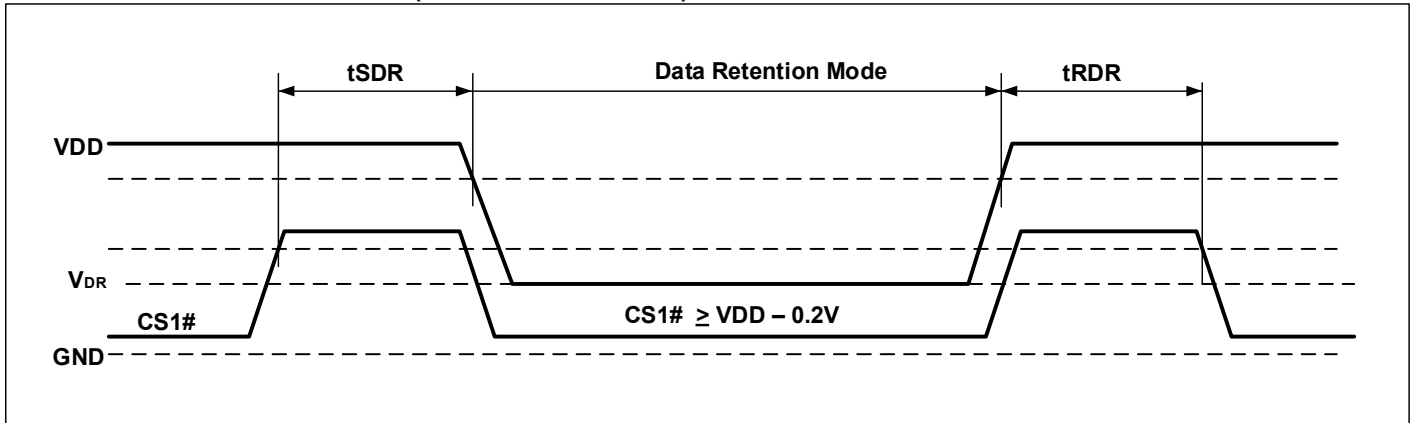 tSDR
Data Retention Mode
tRDR
VDD
VDR
CS1#
CS1# ≥ VDD – 0.2V
GND